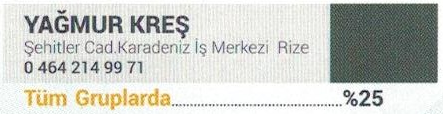 YAĞMUR KREŞ
Şehitler Cad.Karadeniz İş Merkezi Rize
0 464 214 99 71
Tüm Gruplarda........................................%25